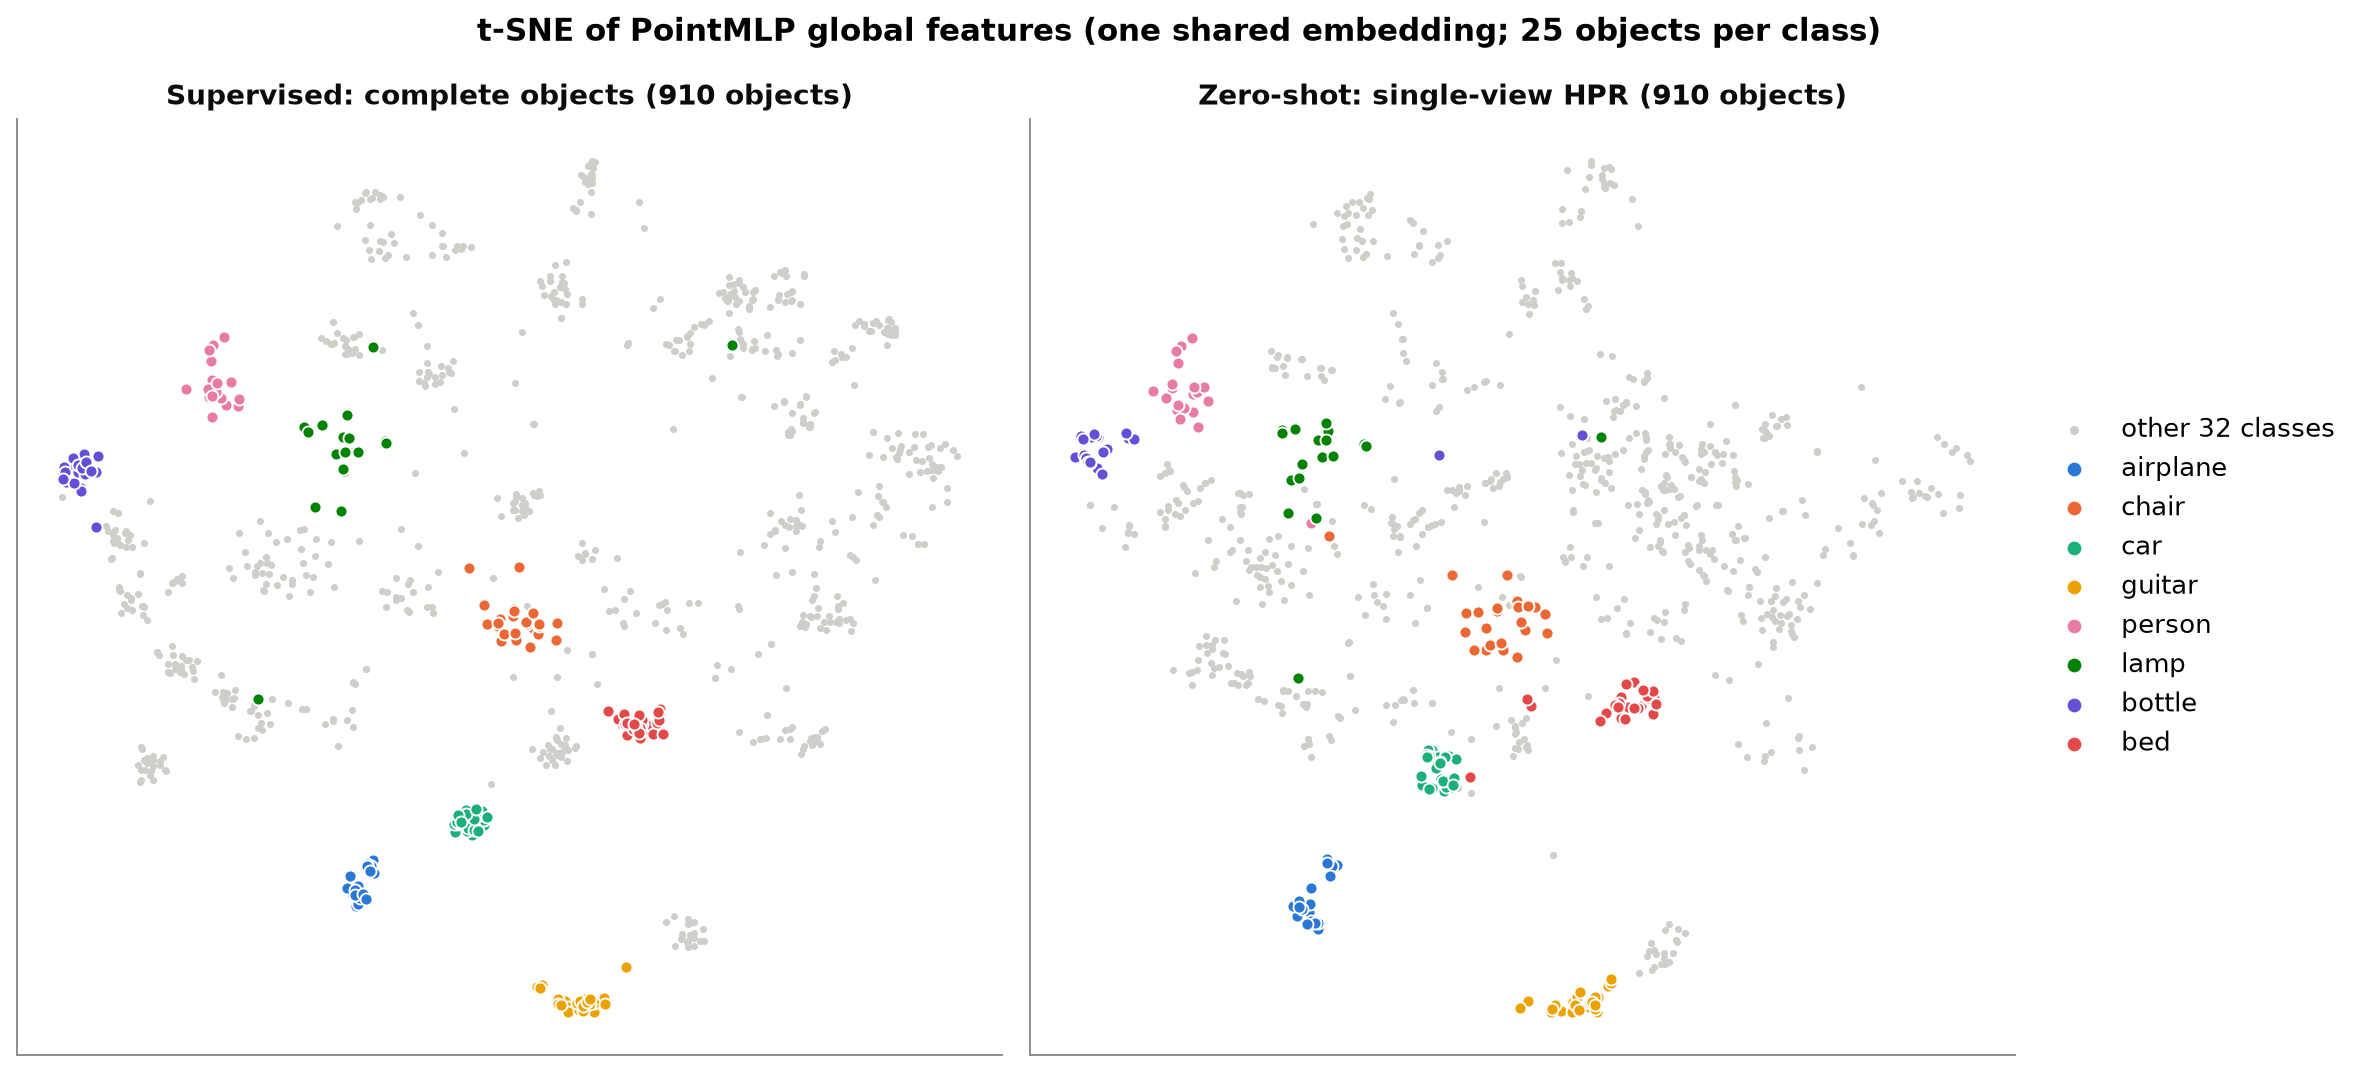 t-SNE of PointMLP global features (one shared embedding; 25 objects per class)
Supervised: complete objects (910 objects)
Zero-shot: single-view HPR (910 objects)
other 32 classes
airplane
chair
car
guitar
person
lamp
bottle
bed